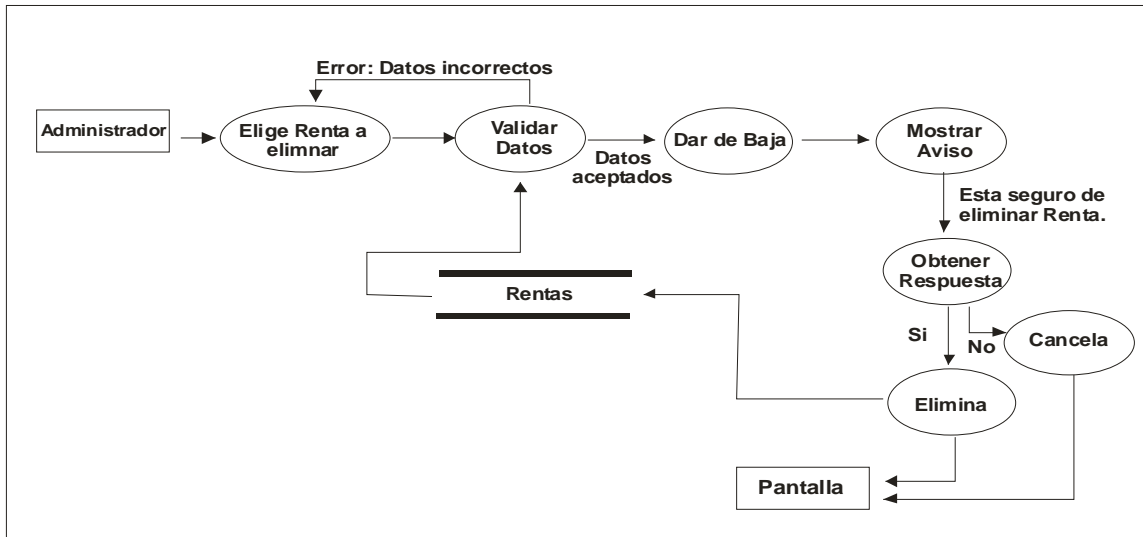 Error: Datos incorrectos
Administrador
Elige Renta a
elimnar
Validar
Datos
Datos
aceptados
Dar de Baja
Mostrar
Aviso
Esta seguro de
eliminar Renta.
Obtener
Respuesta
Rentas
Si
No
Cancela
Elimina
Pantalla